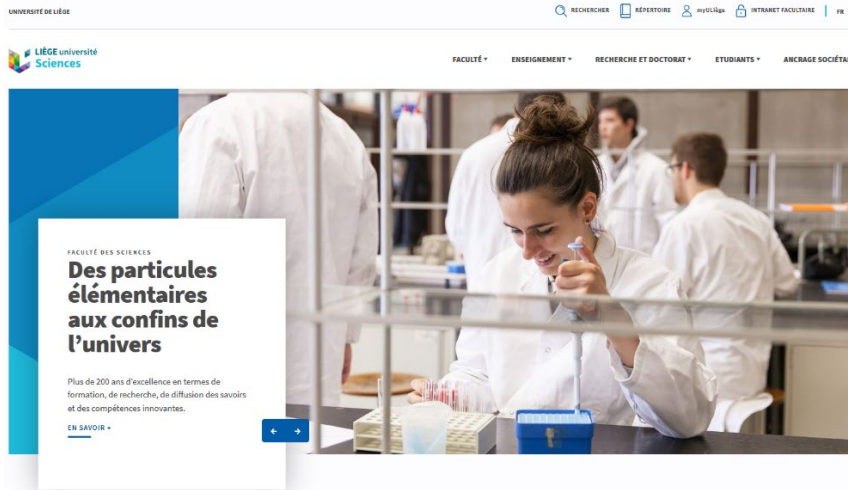 UNIVERSITÉ DE LIÈGE
RECHERCHER RÉPERTOIRE myULiège INTRANET FACULTAIRE FR
LIÈGE université
Sciences
FACULTÉ ENSEIGNEMENT RECHERCHE ET DOCTORAT ETUDIANTS ANCRAGE SOCIÉTA
FACULTÉ DES SCIENCES
Des particules
élémentaires
aux confins de
l'univers
Plus de 200 ans d'excellence en termes de
formation, de recherche, de diffusion des savoirs
et des compétences innovantes.
EN SAVOIR +